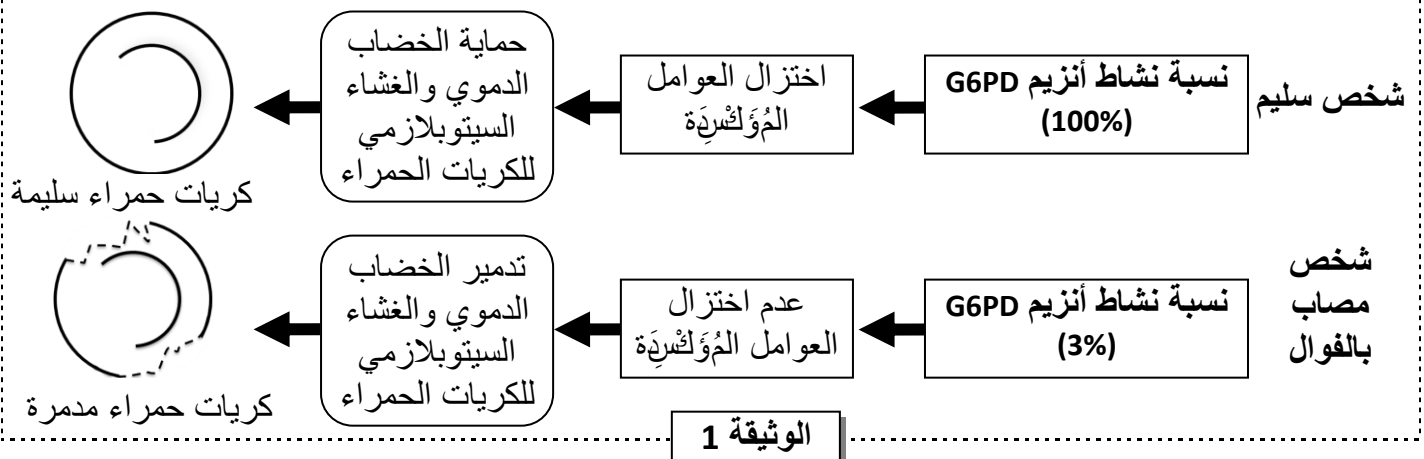 شخص سليم
نسبة نشاط أنزيم G6PD
(100%)
اختزال العوامل
المُؤَكْسِدَة
حماية الخضاب
الدموي والغشاء
السيتوبلازمي
للكريات الحمراء
كريات حمراء سليمة
شخص
مصاب
بالفوال
نسبة نشاط أنزيم G6PD
(3%)
عدم اختزال
العوامل المُؤَكْسِدَة
تدمير الخضاب
الدموي والغشاء
السيتوبلازمي
للكريات الحمراء
كريات حمراء مدمرة
الوثيقة 1